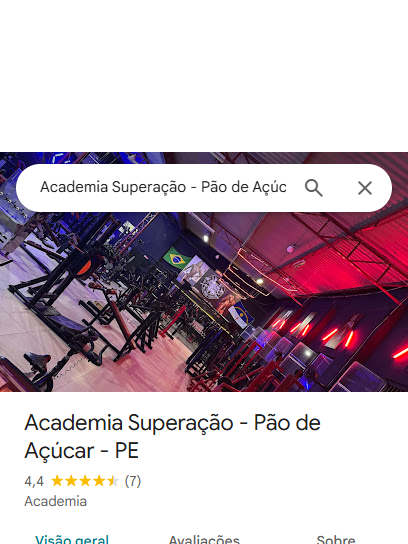 Academia Superação - Pão de Açúc
Academia Superação - Pão de
Açúcar - PE
4,4 (7)
Academia
Visão geral Avaliações Sobre